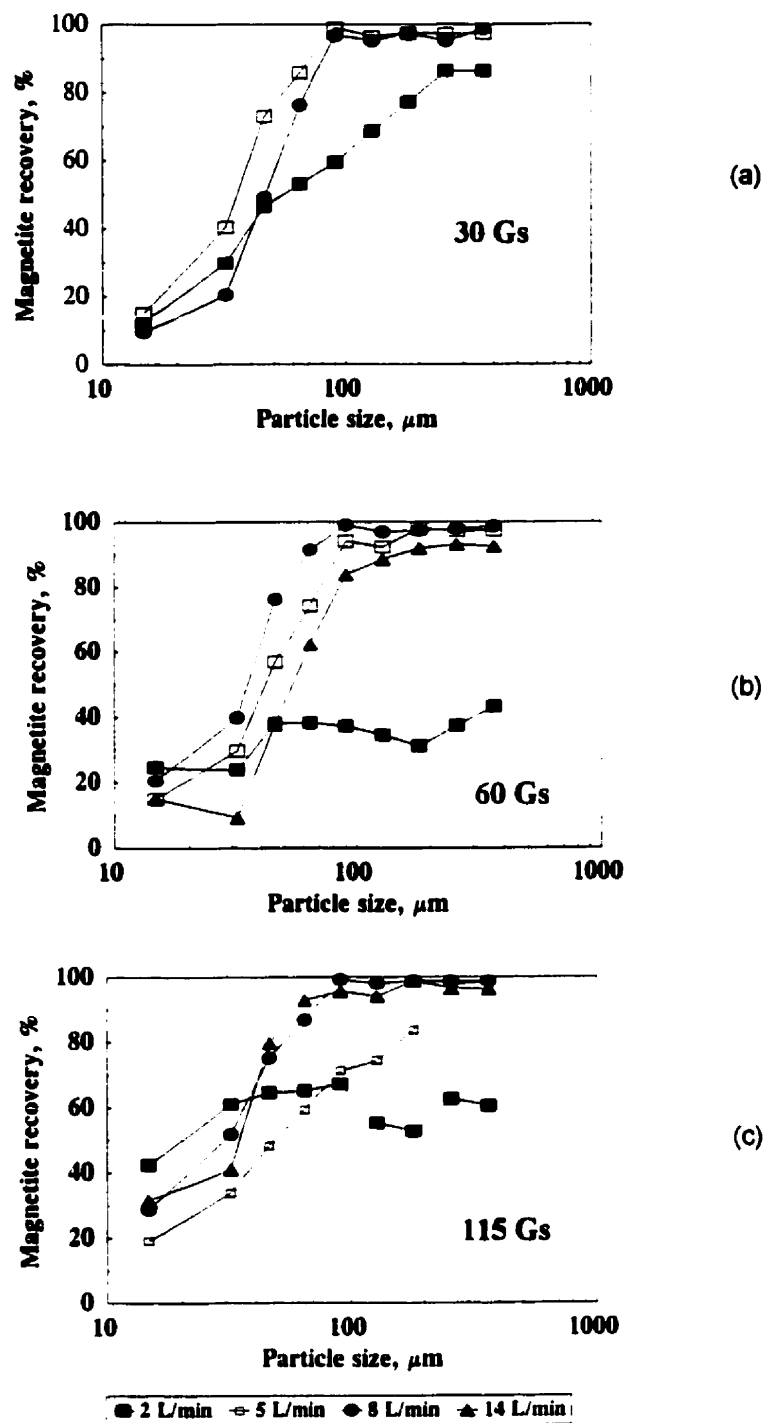 100
80
60
40
20
0
Magnetite recovery, %
30 Gs
10 100 1000
Particle size, μm
(a)
100
80
60
40
20
0
Magnetite recovery, %
60 Gs
10 100 1000
Particle size, μm
(b)
100
80
60
40
20
0
Magnetite recovery, %
115 Gs
10 100 1000
Particle size, μm
(c)
2 L/min 5 L/min 8 L/min 14 L/min